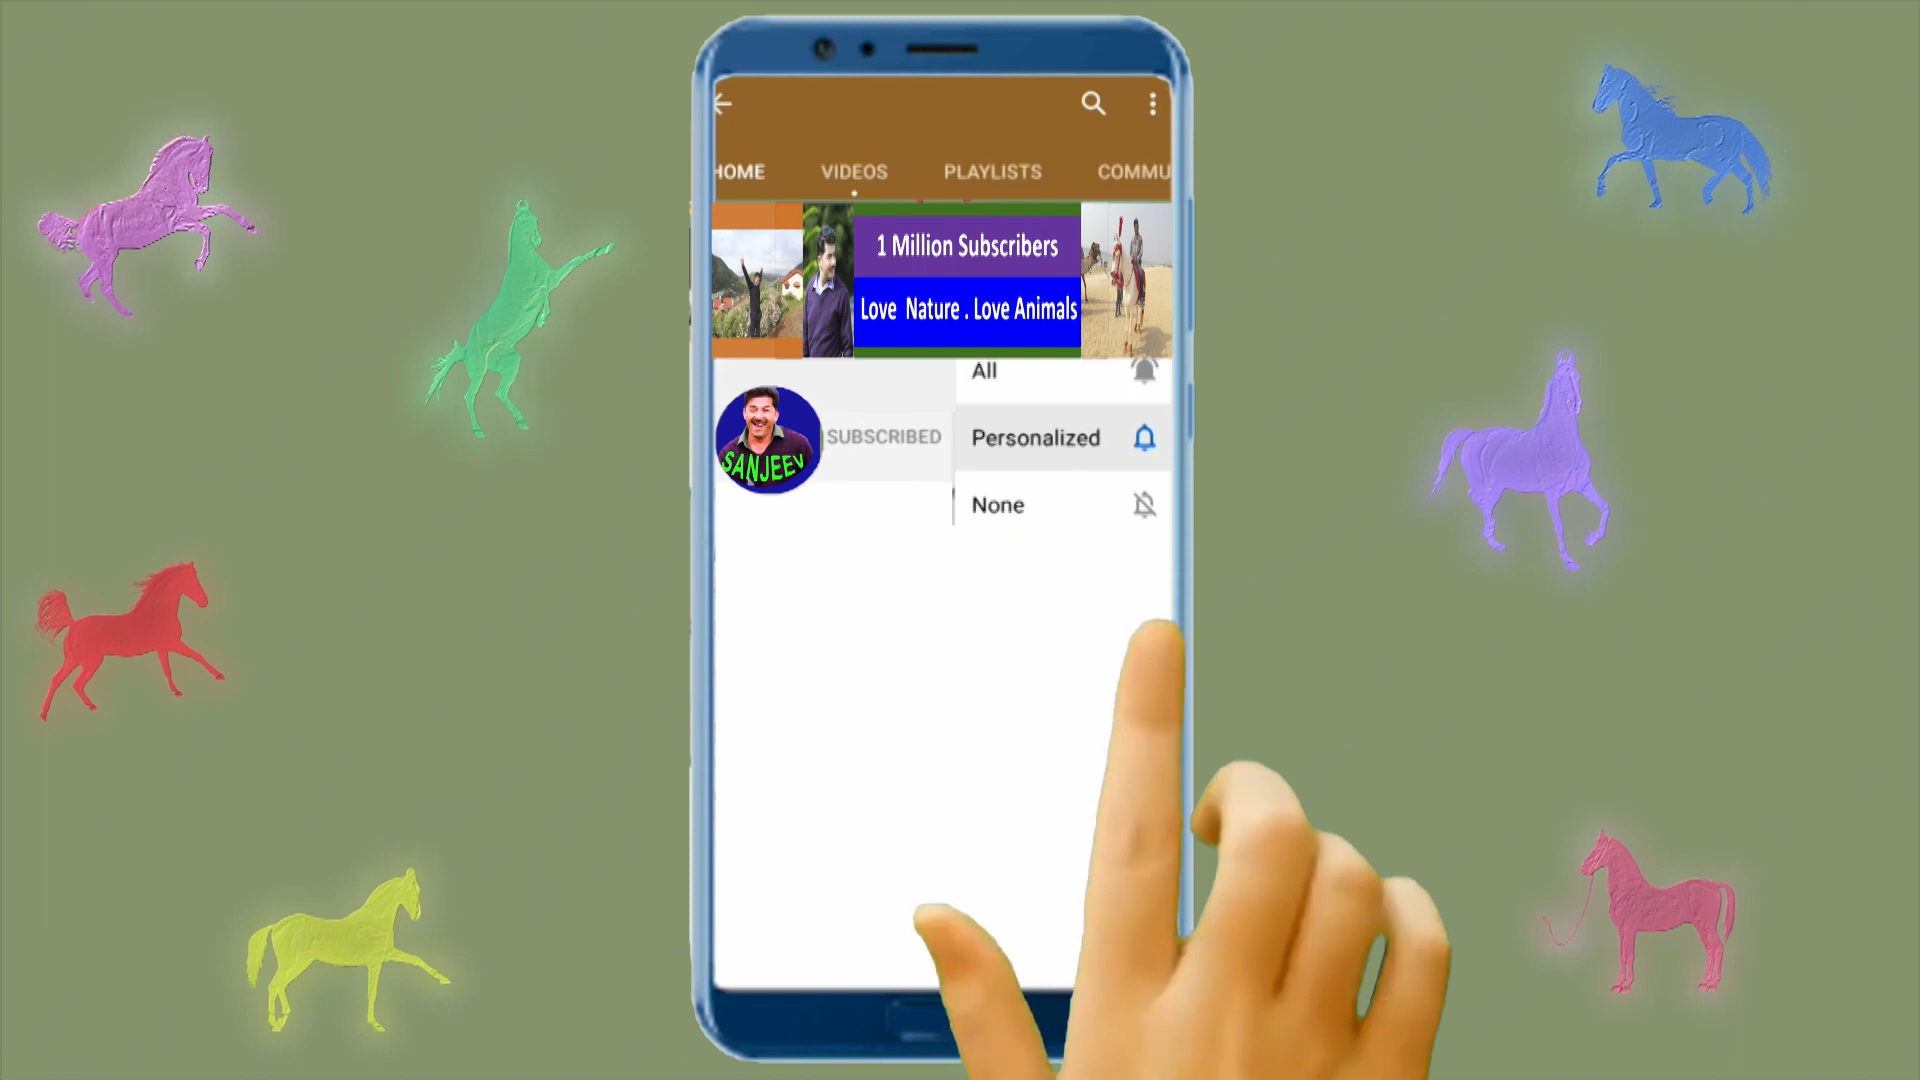 HOME VIDEOS PLAYLISTS COMMU
1 Million Subscribers
Love Nature . Love Animals
All
SANJEEV
SUBSCRIBED
Personalized
None